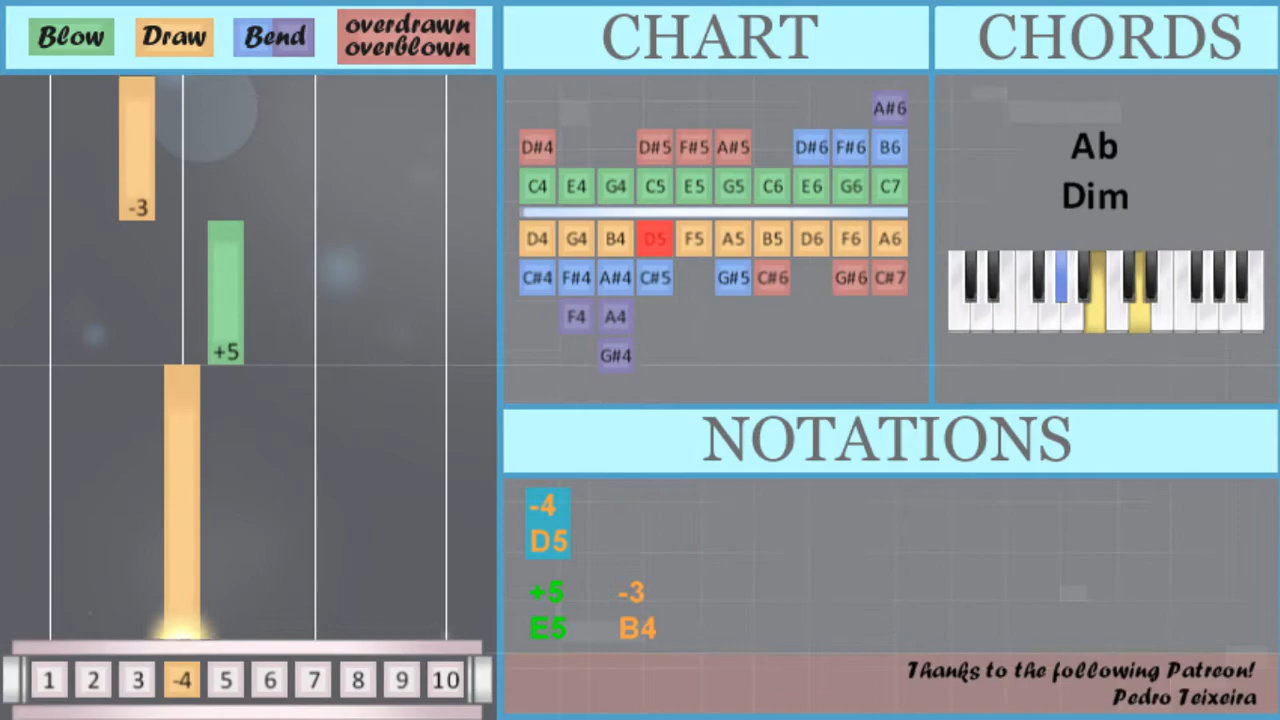 Blow Draw Bend overdrawn
overblown
CHART
CHORDS
-3
+5
1 2 3 -4 5 6 7 8 9 10
A#6
D#4 D#5 F#5 A#5 D#6 F#6 B6
C4 E4 G4 C5 E5 G5 C6 E6 G6 C7
D4 G4 B4 D5 F5 A5 B5 D6 F6 A6
C#4 F#4 A#4 C#5 G#5 C#6 G#6 C#7
F4 A4
G#4
Ab
Dim
NOTATIONS
-4
D5
+5 -3
E5 B4
Thanks to the following Patreon!
Pedro Teixeira